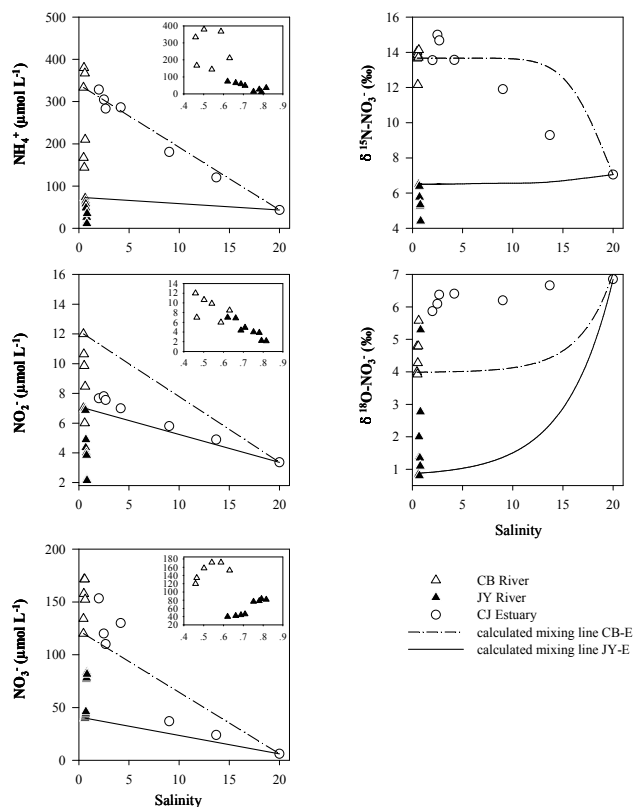 500
400
300
200
100
0
NH₄⁺ (µmol L-1)
0 5 10 15 20
400
300
200
100
0
.4 .5 .6 .7 .8 .9
16
14
12
10
8
6
4
δ ¹⁵N-NO₃⁻ (‰)
0 5 10 15 20
16
14
12
10
8
6
4
2
NO₂⁻ (µmol L-1)
0 5 10 15 20
14
12
10
8
6
4
2
0
.4 .5 .6 .7 .8 .9
7
6
5
4
3
2
1
δ ¹⁸O-NO₃⁻ (‰)
0 5 10 15 20
Salinity
200
150
100
50
0
NO₃⁻ (µmol L-1)
0 5 10 15 20
Salinity
180
160
140
120
100
80
60
40
20
.4 .5 .6 .7 .8 .9
CB River
JY River
CJ Estuary
calculated mixing line CB-E
calculated mixing line JY-E